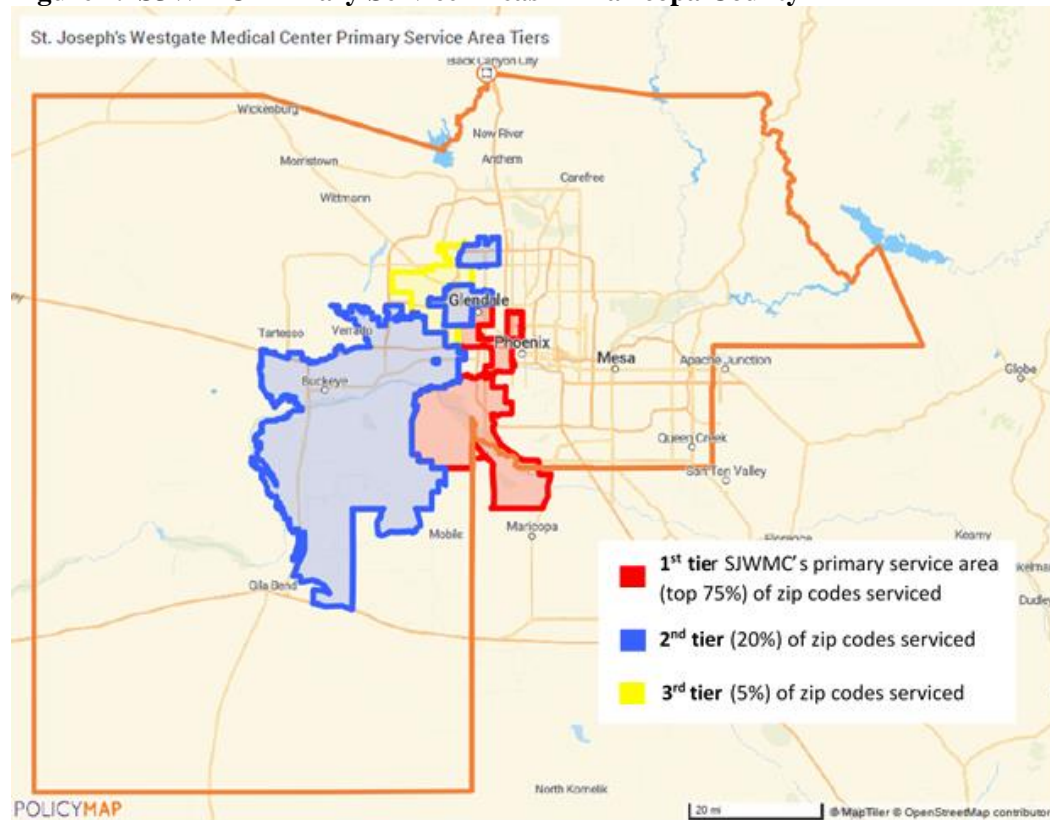 St. Joseph's Westgate Medical Center Primary Service Area Tiers
Black Canyon City
Wickenburg
New River
Anthem
Morristown
Carefree
Wittmann
Glendale
Tartesso
Verrado
Phoenix
Mesa
Apache Junction
Globe
Buckeye
Queen Creek
San Tan Valley
Mobile
Maricopa
Florence
Kearny
Gila Bend
1st tier SJWMC's primary service area
(top 75%) of zip codes serviced
2nd tier (20%) of zip codes serviced
3rd tier (5%) of zip codes serviced
Dudley
North Komelik
POLICYMAP
20 mi
© MapTiler © OpenStreetMap contributor